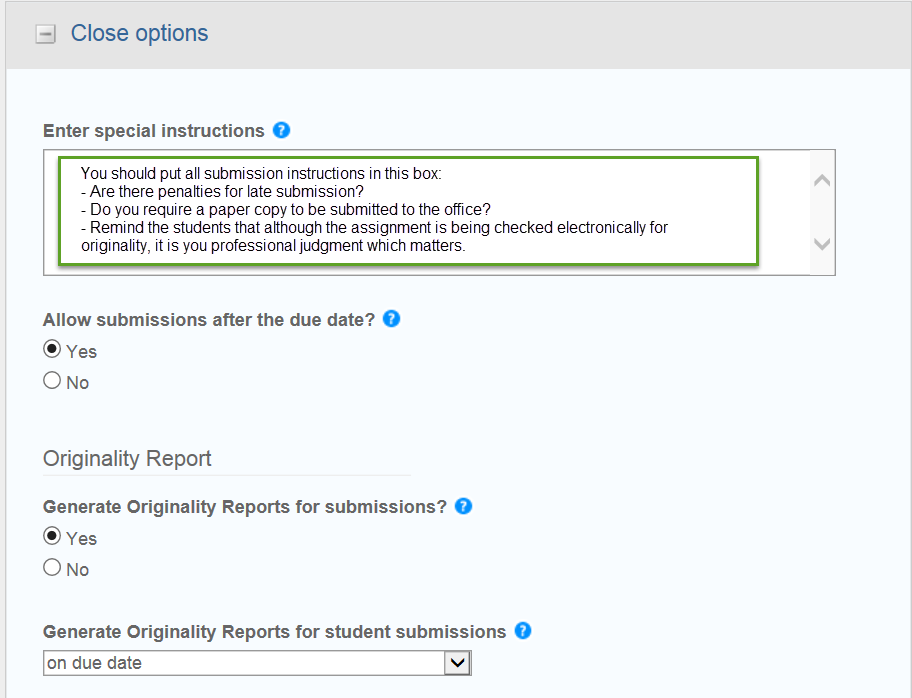 Close options
Enter special instructions ?
You should put all submission instructions in this box:
- Are there penalties for late submission?
- Do you require a paper copy to be submitted to the office?
- Remind the students that although the assignment is being checked electronically for
originality, it is you professional judgment which matters.
Allow submissions after the due date? ?
Yes
No
Originality Report
Generate Originality Reports for submissions? ?
Yes
No
Generate Originality Reports for student submissions ?
on due date